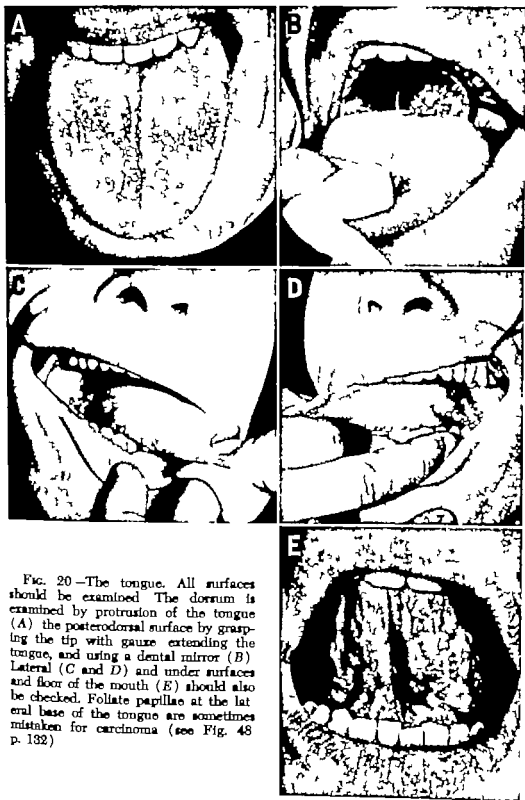 A
B
C
D
E
FIG. 20 —The tongue. All surfaces
should be examined The dorsum is
examined by protrusion of the tongue
(A) the posterodorsal surface by grasp-
ing the tip with gauze extending the
tongue, and using a dental mirror (B)
Lateral (C and D) and under surfaces
and floor of the mouth (E) should also
be checked. Foliate papillae at the lat
eral base of the tongue are sometimes
mistaken for carcinoma (see Fig. 48
p. 132)